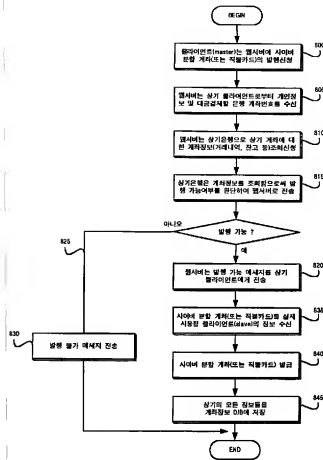 BEGIN
클라이언트(master)는 웹서버에 사이버
분할 계좌(또는 직불카드)의 발행신청
800
웹서버는 상기 클라이언트로부터 개인정
보 및 대금결제할 은행 계좌번호를 수신
805
웹서버는 상기은행으로 상기 계좌에 대
한 계좌정보(거래내역, 잔고 등)조회신청
810
상기은행은 계좌정보를 조회함으로써 발
행 가능여부를 판단하여 웹서버로 전송
815
발행 가능 ?
아니오
825
예
웹서버는 발행 가능 메세지를 상기
클라이언트에게 전송
820
사이버 분할 계좌(또는 직불카드)를 실제
사용할 클라이언트(slave)의 정보 수신
835
830
발행 불가 메세지 전송
사이버 분할 계좌(또는 직불카드) 발급
840
상기의 모든 정보들을
계좌정보 D/B에 저장
845
END